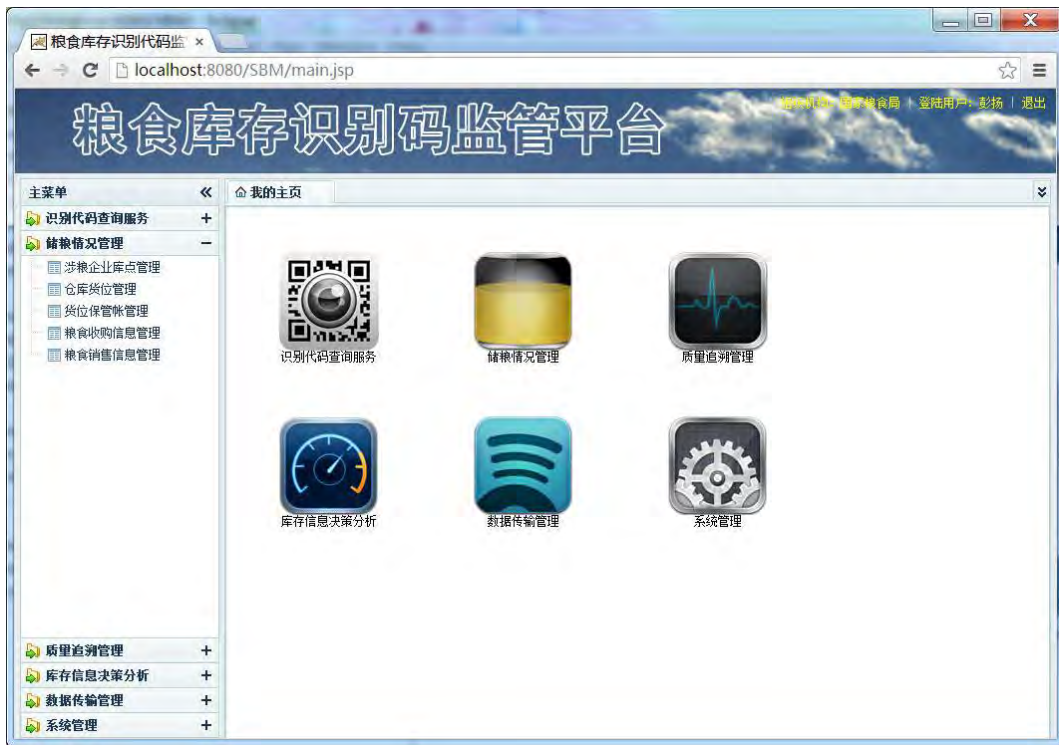 粮食库存识别代码监
localhost:8080/SBM/main.jsp
粮食局 | 登陆用户: 彭扬 | 退出
粮食库存识别码监管平台
主菜单
我的主页
识别代码查询服务
储粮情况管理
涉粮企业库点管理
仓库货位管理
货位保管帐管理
粮食收购信息管理
粮食销售信息管理
质量追溯管理
库存信息决策分析
数据传输管理
系统管理
识别代码查询服务
储粮情况管理
质量追溯管理
库存信息决策分析
数据传输管理
系统管理